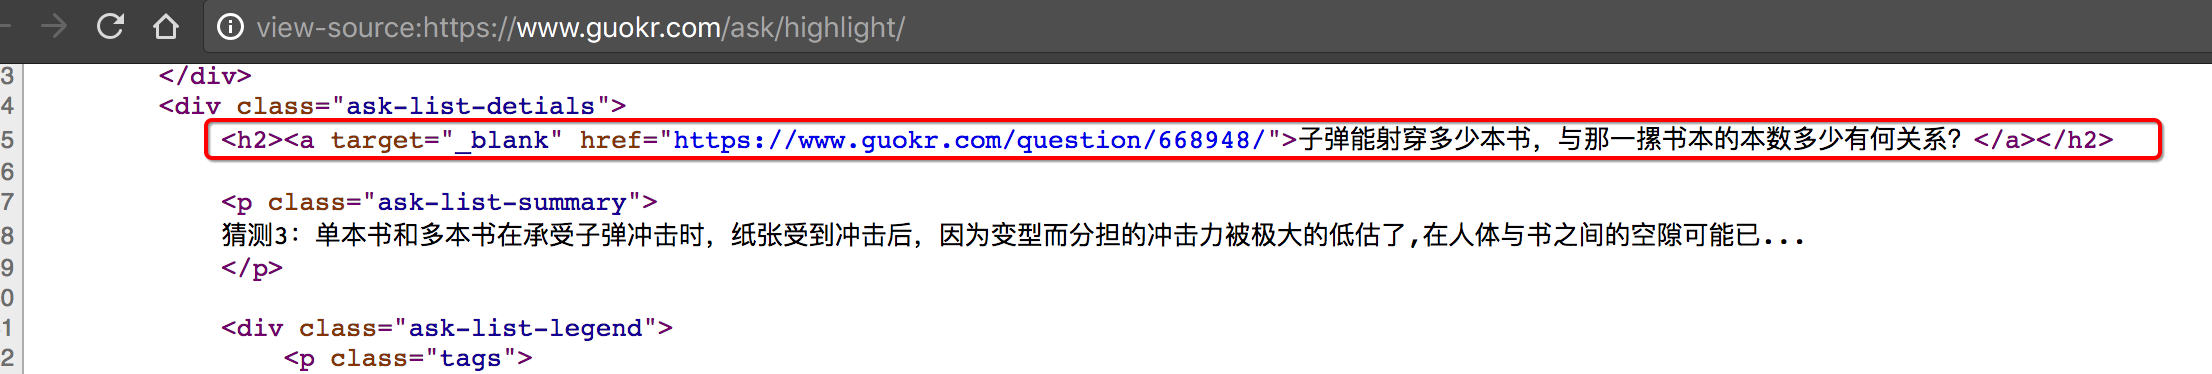 view-source:https://www.guokr.com/ask/highlight/
3 </div>
4 <div class="ask-list-detials">
5 <h2><a target="_blank" href="https://www.guokr.com/question/668948/">子弹能射穿多少本书，与那一摞书本的本数多少有何关系？</a></h2>
6
7 <p class="ask-list-summary">
8 猜测3：单本书和多本书在承受子弹冲击时，纸张受到冲击后，因为变型而分担的冲击力被极大的低估了,在人体与书之间的空隙可能已...
9 </p>
0
1 <div class="ask-list-legend">
2 <p class="tags">